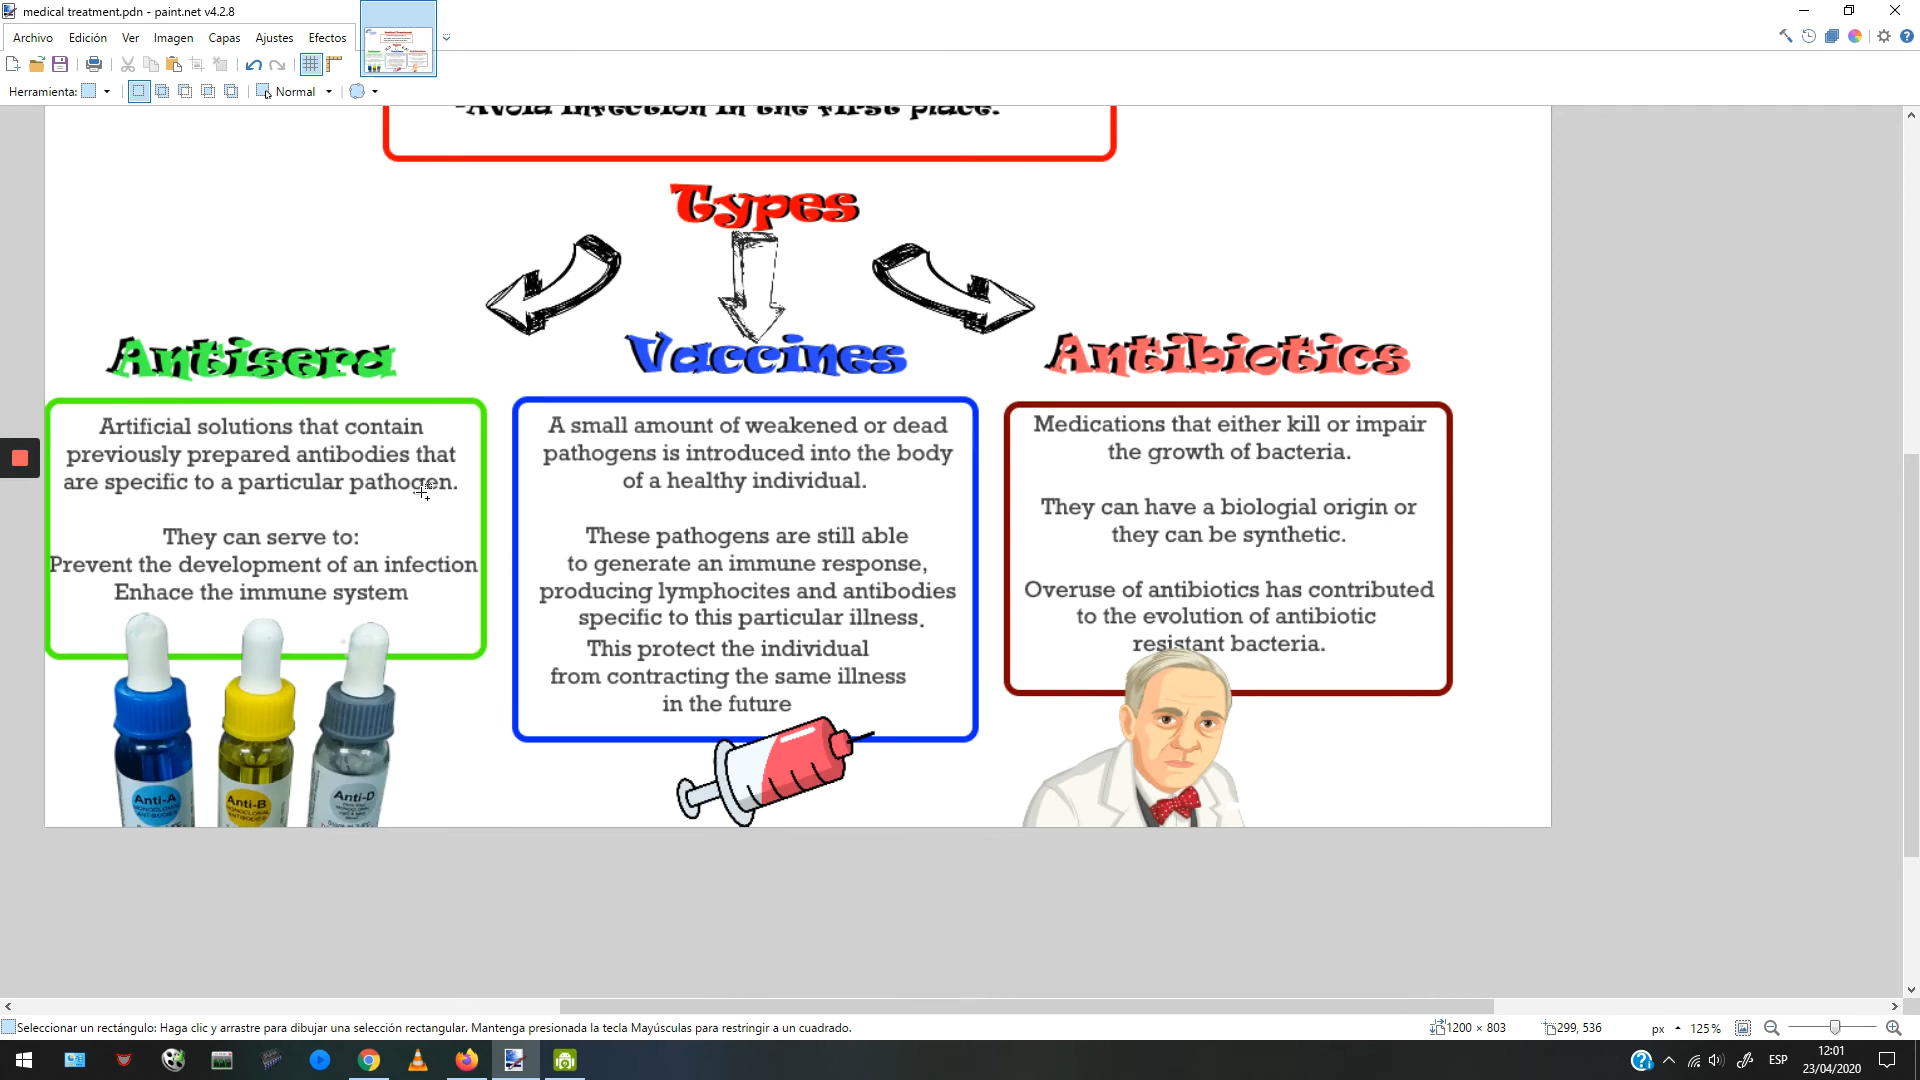 medical treatment.pdn - paint.net v4.2.8
Archivo Edición Ver Imagen Capas Ajustes Efectos
Herramienta: Normal
-Avoid infection in the first place.
Types
Antisera
Artificial solutions that contain
previously prepared antibodies that
are specific to a particular pathogen.
They can serve to:
Prevent the development of an infection
Enhace the immune system
Anti-A
MONOCLONAL
ANTIBODIES
Anti-B
MONOCLONAL
ANTIBODIES
Anti-D
Vaccines
A small amount of weakened or dead
pathogens is introduced into the body
of a healthy individual.
These pathogens are still able
to generate an immune response,
producing lymphocites and antibodies
specific to this particular illness.
This protect the individual
from contracting the same illness
in the future
Antibiotics
Medications that either kill or impair
the growth of bacteria.
They can have a biologial origin or
they can be synthetic.
Overuse of antibiotics has contributed
to the evolution of antibiotic
resistant bacteria.
Seleccionar un rectángulo: Haga clic y arrastre para dibujar una selección rectangular. Mantenga presionada la tecla Mayúsculas para restringir a un cuadrado.
1200 × 803
299, 536
px
125%
ESP
12:01
23/04/2020